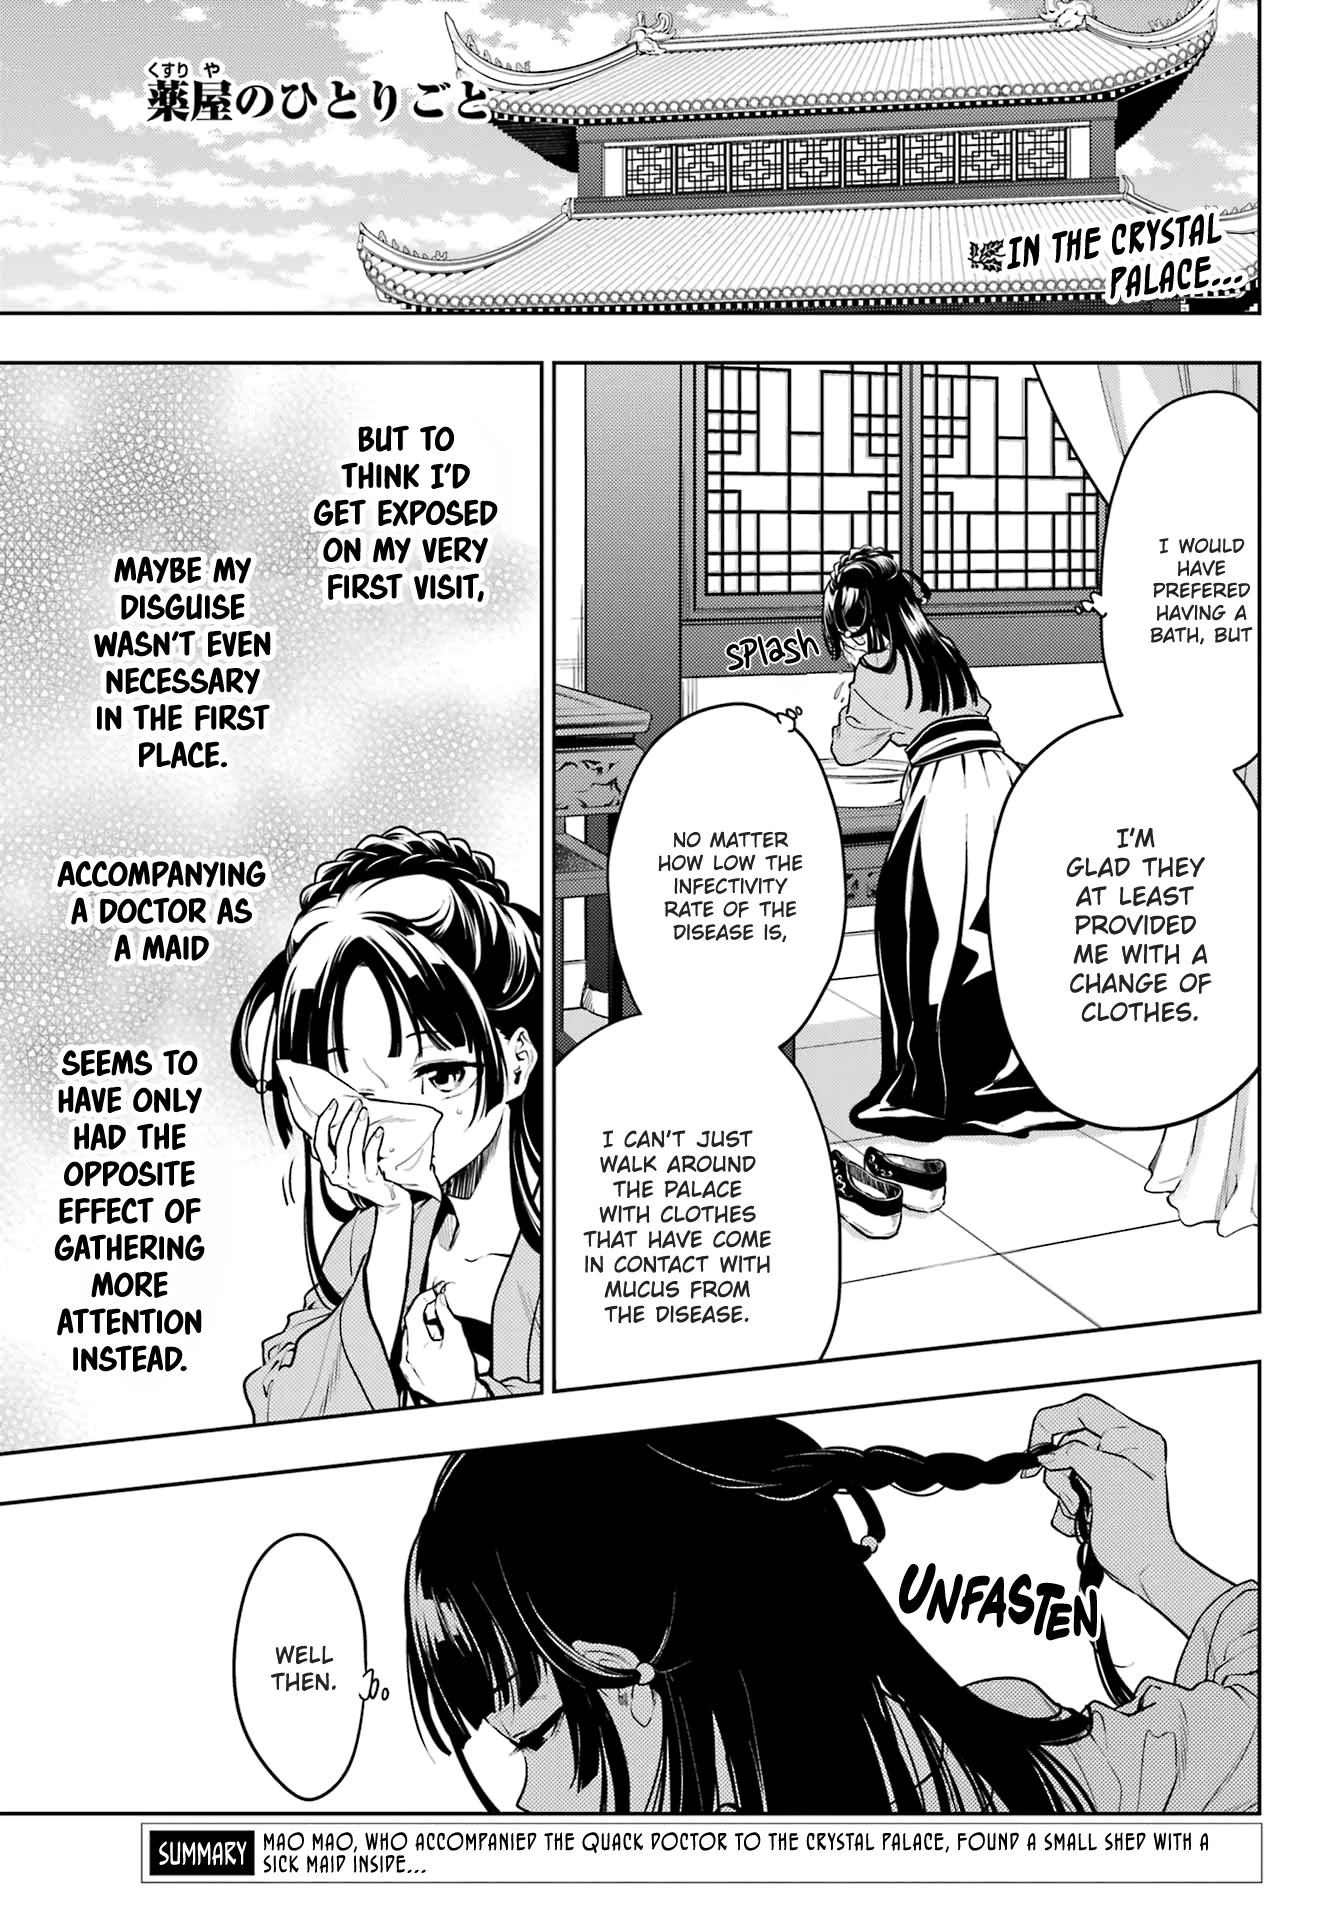 くすり や
薬屋のひとりごと
IN THE CRYSTAL
PALACE...
I WOULD
HAVE
PREFERED
HAVING A
BATH, BUT
I'M
GLAD THEY
AT LEAST
PROVIDED
ME WITH A
CHANGE OF
CLOTHES.
SPLASH
NO MATTER
HOW LOW THE
INFECTIVITY
RATE OF THE
DISEASE IS,
I CAN'T JUST
WALK AROUND
THE PALACE
WITH CLOTHES
THAT HAVE COME
IN CONTACT WITH
MUCUS FROM
THE DISEASE.
BUT TO
THINK I'D
GET EXPOSED
ON MY VERY
FIRST VISIT,
MAYBE MY
DISGUISE
WASN'T EVEN
NECESSARY
IN THE FIRST
PLACE.
ACCOMPANYING
A DOCTOR AS
A MAID
SEEMS TO
HAVE ONLY
HAD THE
OPPOSITE
EFFECT OF
GATHERING
MORE
ATTENTION
INSTEAD.
UNFASTEN
WELL
THEN.
SUMMARY
MAO MAO, WHO ACCOMPANIED THE QUACK DOCTOR TO THE CRYSTAL PALACE, FOUND A SMALL SHED WITH A
SICK MAID INSIDE...